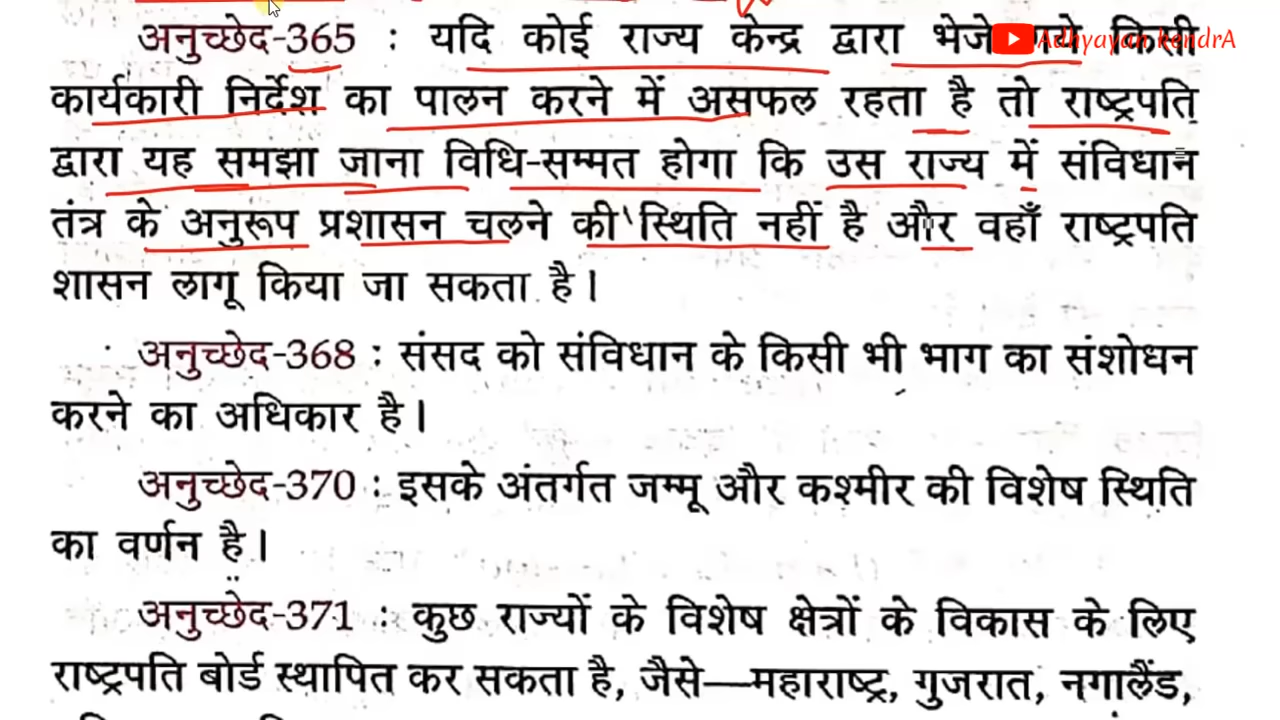 अनुच्छेद-365 : यदि कोई राज्य केन्द्र द्वारा भेजे किसी
Adhyayan kendrA
कार्यकारी निर्देश का पालन करने में असफल रहता है तो राष्ट्रपति
द्वारा यह समझा जाना विधि-सम्मत होगा कि उस राज्य में संविधान
तंत्र के अनुरूप प्रशासन चलने की स्थिति नहीं है और वहाँ राष्ट्रपति
शासन लागू किया जा सकता है।
अनुच्छेद-368 : संसद को संविधान के किसी भी भाग का संशोधन
करने का अधिकार है।
अनुच्छेद-370 : इसके अंतर्गत जम्मू और कश्मीर की विशेष स्थिति
का वर्णन है।
अनुच्छेद-371 : कुछ राज्यों के विशेष क्षेत्रों के विकास के लिए
राष्ट्रपति बोर्ड स्थापित कर सकता है, जैसे—महाराष्ट्र, गुजरात, नगालैंड,